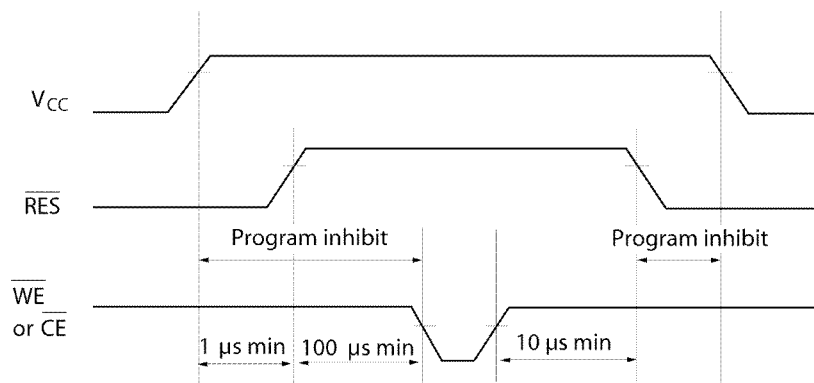 VCC
RES
Program inhibit
Program inhibit
WE
or CE
1 μs min
100 μs min
10 μs min